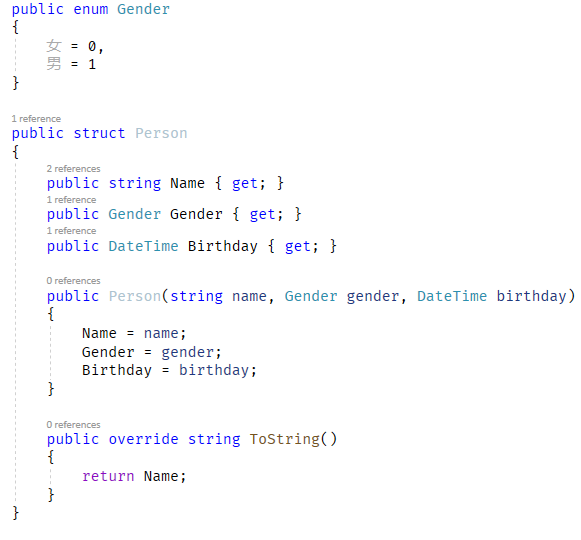 public enum Gender
{
女 = 0,
男 = 1
}
1 reference
public struct Person
{
2 references
public string Name { get; }
1 reference
public Gender Gender { get; }
1 reference
public DateTime Birthday { get; }
0 references
public Person(string name, Gender gender, DateTime birthday)
{
Name = name;
Gender = gender;
Birthday = birthday;
}
0 references
public override string ToString()
{
return Name;
}
}